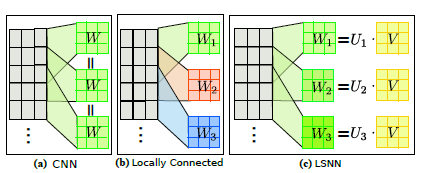 W
=
W
=
W
⋮
(a) CNN
W₁
W₂
W₃
⋮
(b) Locally Connected
W₁ = U₁ · V
W₂ = U₂ · V
W₃ = U₃ · V
⋮
(c) LSNN